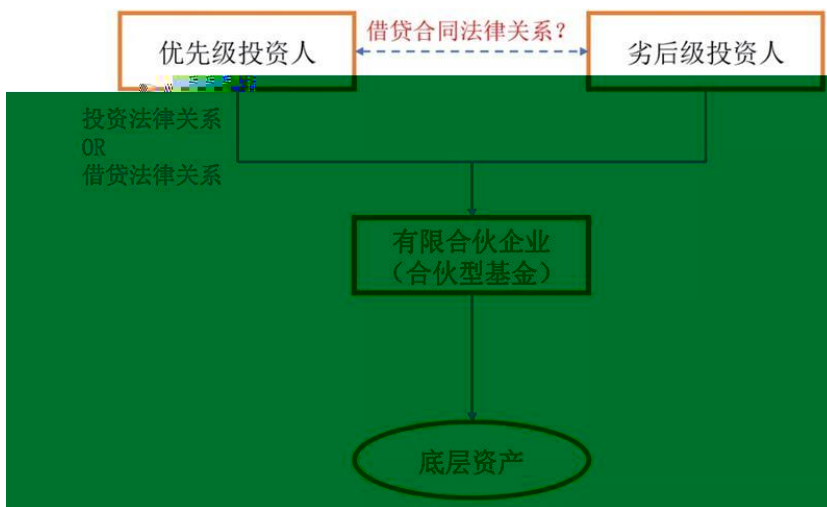 借贷合同法律关系？
优先级投资人
劣后级投资人
投资法律关系
OR
借贷法律关系
有限合伙企业
（合伙型基金）
底层资产